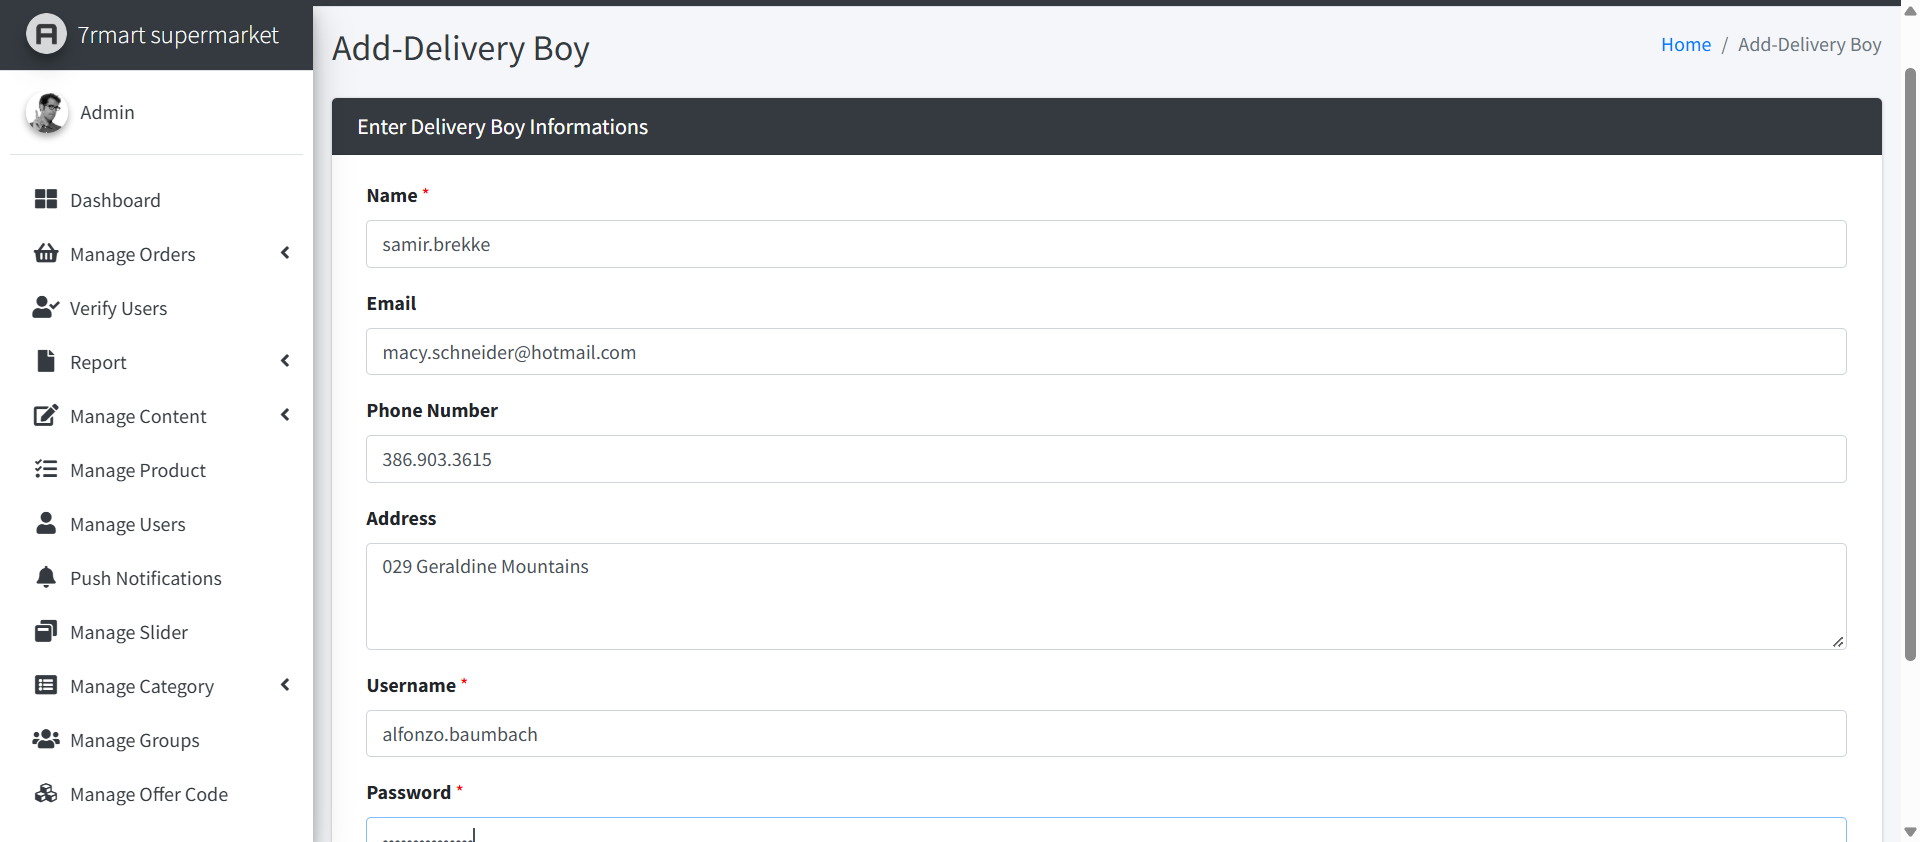 7rmart supermarket
Admin
Dashboard
Manage Orders
Verify Users
Report
Manage Content
Manage Product
Manage Users
Push Notifications
Manage Slider
Manage Category
Manage Groups
Manage Offer Code
Add-Delivery Boy
Home / Add-Delivery Boy
Enter Delivery Boy Informations
Name *
samir.brekke
Email
macy.schneider@hotmail.com
Phone Number
386.903.3615
Address
029 Geraldine Mountains
Username *
alfonzo.baumbach
Password *